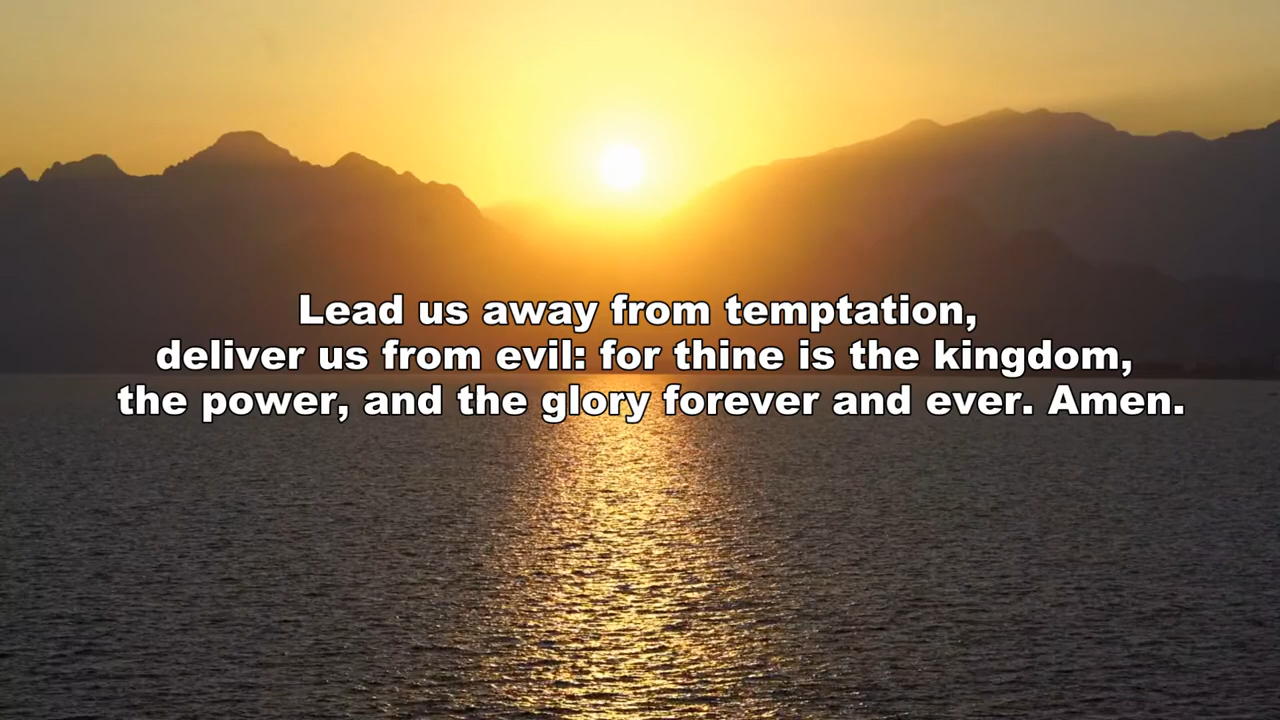 Lead us away from temptation,
deliver us from evil: for thine is the kingdom,
the power, and the glory forever and ever. Amen.